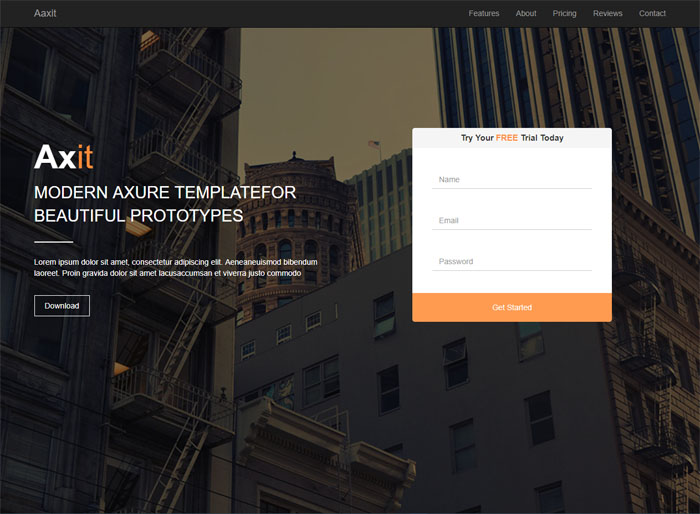 Aaxit
Features About Pricing Reviews Contact
Axit
MODERN AXURE TEMPLATEFOR
BEAUTIFUL PROTOTYPES
Lorem ipsum dolor sit amet, consectetur adipiscing elit. Aeneaneuismod bibendum
laoreet. Proin gravida dolor sit amet lacusaccumsan et viverra justo commodo
Download
Try Your FREE Trial Today
Name
Email
Password
Get Started